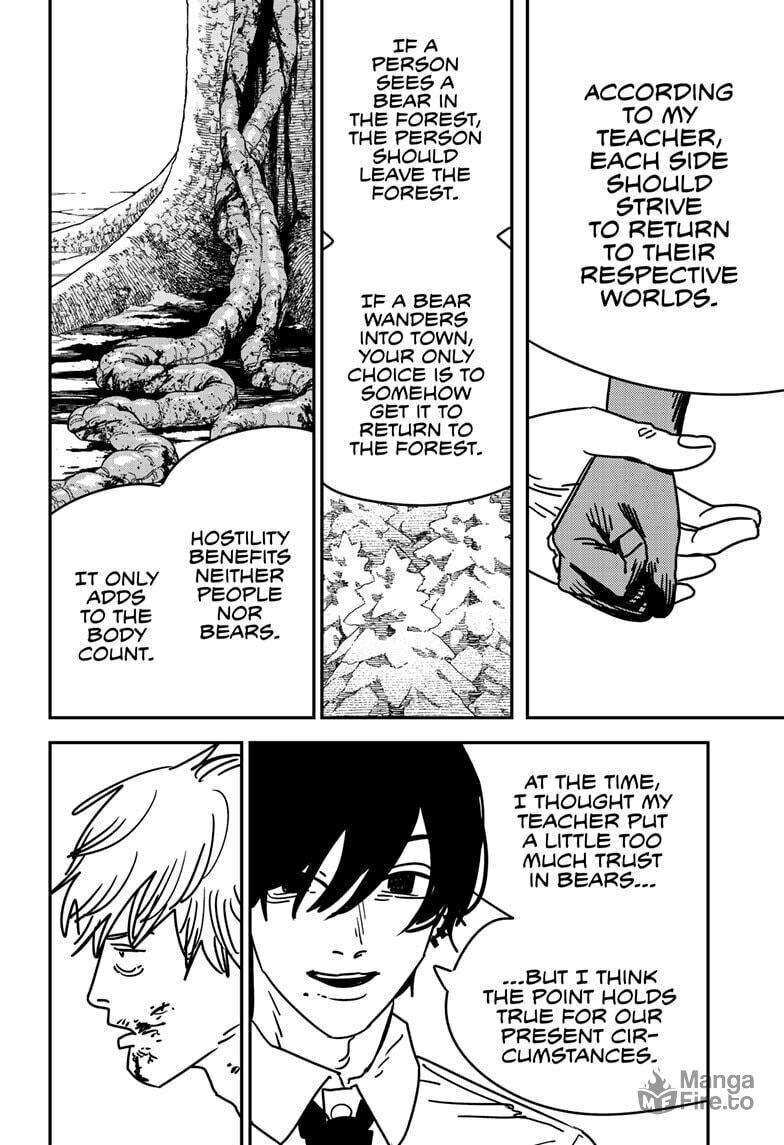 ACCORDING
TO MY
TEACHER,
EACH SIDE
SHOULD
STRIVE
TO RETURN
TO THEIR
RESPECTIVE
WORLDS.
IF A
PERSON
SEES A
BEAR IN
THE FOREST,
THE PERSON
SHOULD
LEAVE THE
FOREST.
IF A BEAR
WANDERS
INTO TOWN,
YOUR ONLY
CHOICE IS TO
SOMEHOW
GET IT TO
RETURN TO
THE FOREST.
HOSTILITY
BENEFITS
NEITHER
PEOPLE
NOR
BEARS.
IT ONLY
ADDS
TO THE
BODY
COUNT.
AT THE TIME,
I THOUGHT MY
TEACHER PUT
A LITTLE TOO
MUCH TRUST
IN BEARS...
...BUT I THINK
THE POINT HOLDS
TRUE FOR OUR
PRESENT CIR-
CUMSTANCES.
Manga
Fire.to
MF